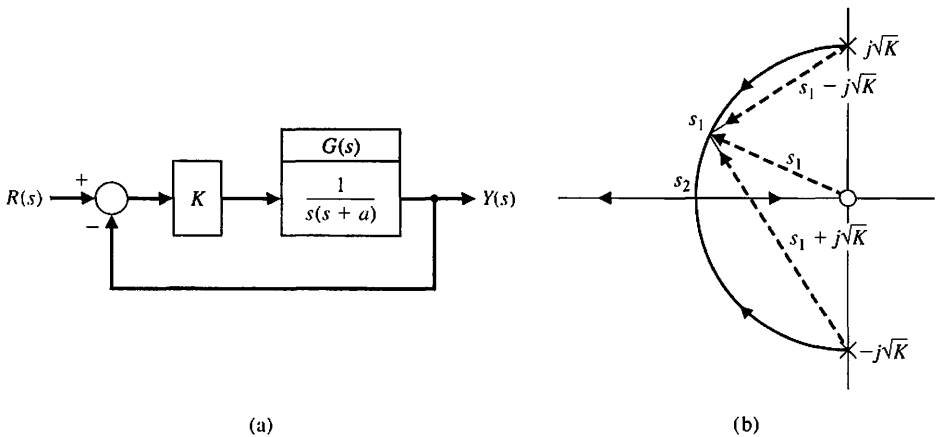 R(s)
+
−
K
G(s)
1
s(s + a)
Y(s)
(a)
j√K
s₁ − j√K
s₁
s₁
s₂
s₁ + j√K
−j√K
(b)